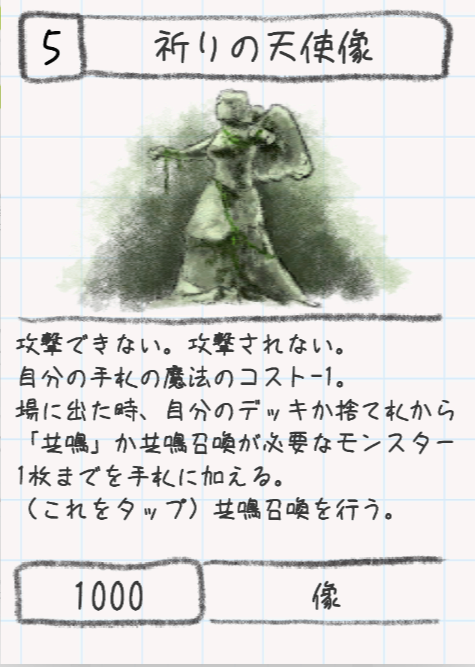 5
祈りの天使像
攻撃できない。攻撃されない。
自分の手札の魔法のコスト-1。
場に出た時、自分のデッキか捨て札から
「共鳴」か共鳴召喚が必要なモンスター
1枚までを手札に加える。
（これをタップ）共鳴召喚を行う。
1000
像